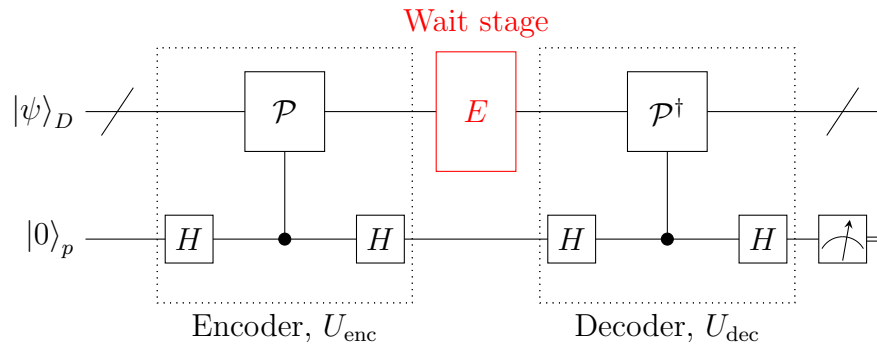 Wait stage
|ψ⟩_D 𝒫 E 𝒫†
|0⟩_p H H H H
Encoder, U_enc Decoder, U_dec